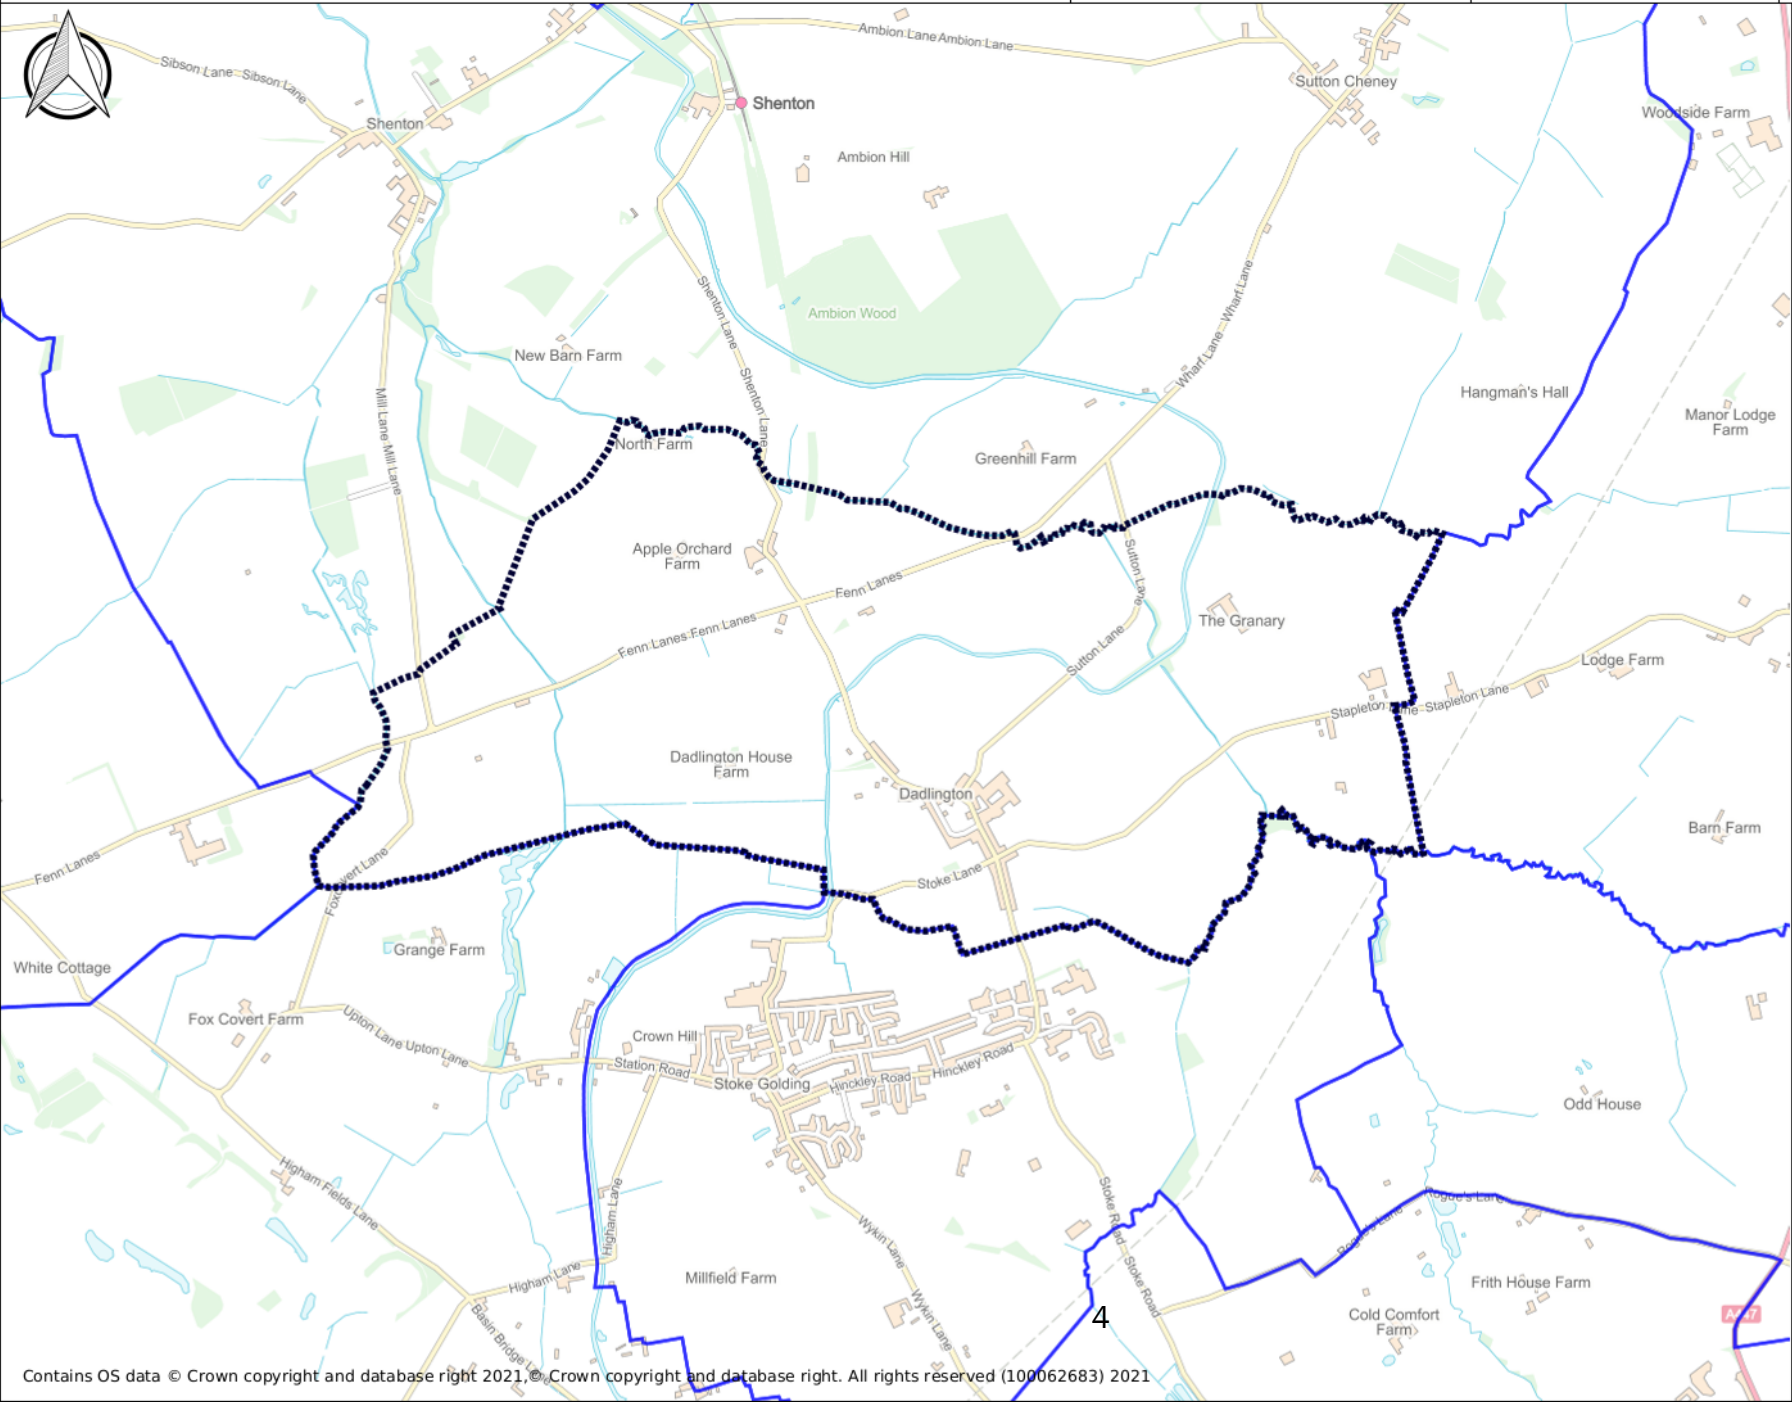 Ambion Lane Ambion Lane
Sibson Lane Sibson Lane
Sutton Cheney
Shenton
Shenton
Woodside Farm
Ambion Hill
Shenton Lane
Wharf Lane Wharf Lane
Ambion Wood
New Barn Farm
Shenton Lane
Mill Lane Mill Lane
Hangman's Hall
Manor Lodge
Farm
North Farm
Greenhill Farm
Apple Orchard
Farm
Sutton Lane
Fenn Lanes
The Granary
Fenn Lanes Fenn Lanes
Sutton Lane
Lodge Farm
Stapleton Lane Stapleton Lane
Dadlington House
Farm
Dadlington
Barn Farm
Fenn Lanes
Foxcovert Lane
Stoke Lane
Grange Farm
White Cottage
Fox Covert Farm
Upton Lane Upton Lane
Crown Hill
Station Road
Stoke Golding
Hinckley Road
Hinckley Road
Odd House
Higham Fields Lane
Higham Lane
Stoke Road
Stoke Road
Rogue's Lane
Rogue's Lane
Wykin Lane
Wykin Lane
Higham Lane
Millfield Farm
Frith House Farm
Cold Comfort
Farm
A447
4
Basin Bridge Lane
Contains OS data © Crown copyright and database right 2021,© Crown copyright and database right. All rights reserved (100062683) 2021